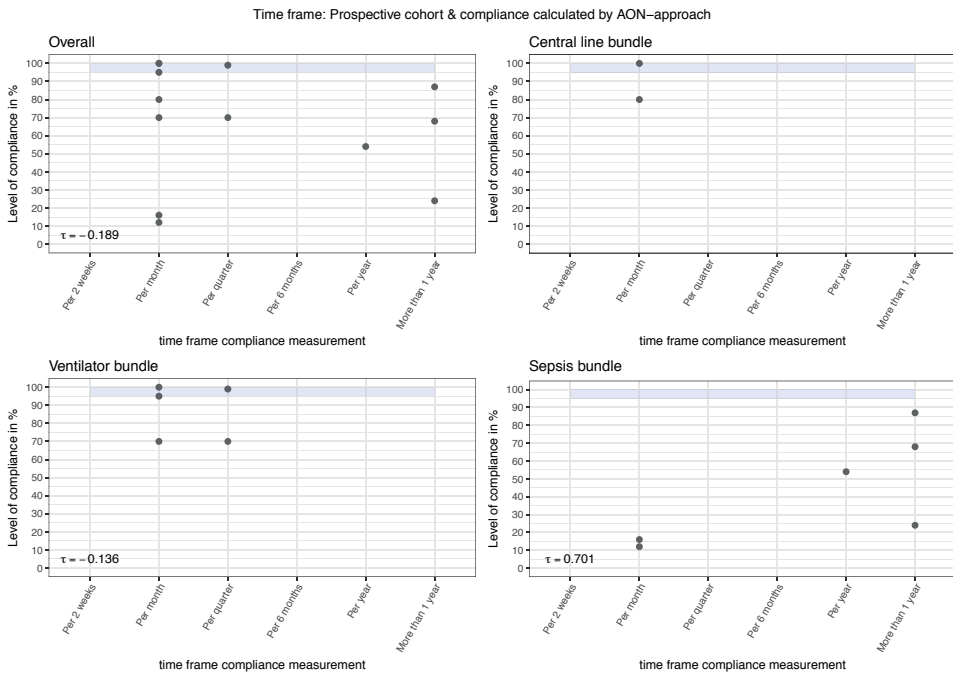 Time frame: Prospective cohort & compliance calculated by AON−approach
Overall
Level of compliance in %
100
90
80
70
60
50
40
30
20
10
0
τ = −0.189
Per 2 weeks
Per month
Per quarter
Per 6 months
Per year
More than 1 year
time frame compliance measurement
Central line bundle
Level of compliance in %
100
90
80
70
60
50
40
30
20
10
0
Per 2 weeks
Per month
Per quarter
Per 6 months
Per year
More than 1 year
time frame compliance measurement
Ventilator bundle
Level of compliance in %
100
90
80
70
60
50
40
30
20
10
0
τ = −0.136
Per 2 weeks
Per month
Per quarter
Per 6 months
Per year
More than 1 year
time frame compliance measurement
Sepsis bundle
Level of compliance in %
100
90
80
70
60
50
40
30
20
10
0
τ = 0.701
Per 2 weeks
Per month
Per quarter
Per 6 months
Per year
More than 1 year
time frame compliance measurement